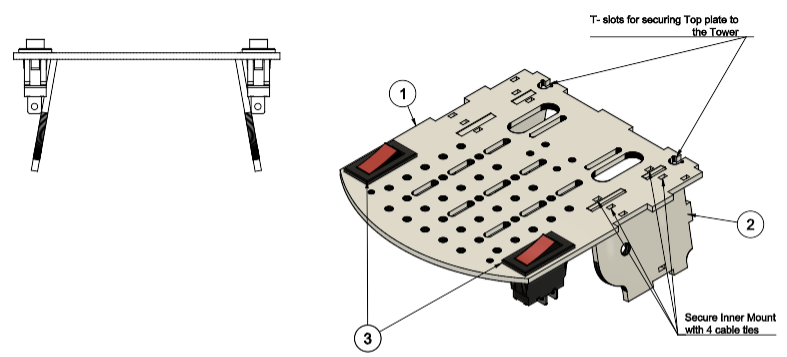 T- slots for securing Top plate to
the Tower
1
2
Secure Inner Mount
with 4 cable ties
3